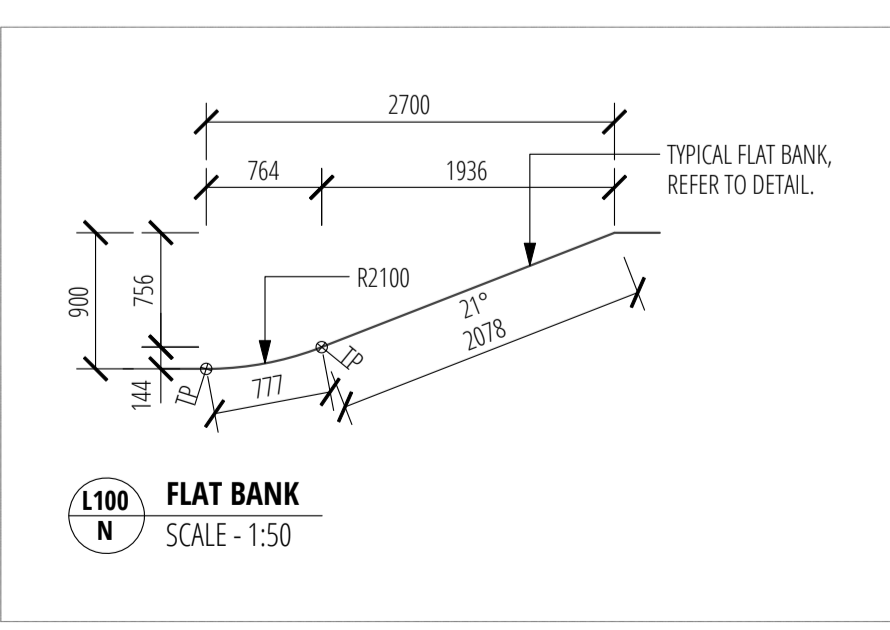 2700
764
1936
TYPICAL FLAT BANK,
REFER TO DETAIL.
900
756
R2100
21°
2078
144
TP
777
TP
L100
N
FLAT BANK
SCALE - 1:50